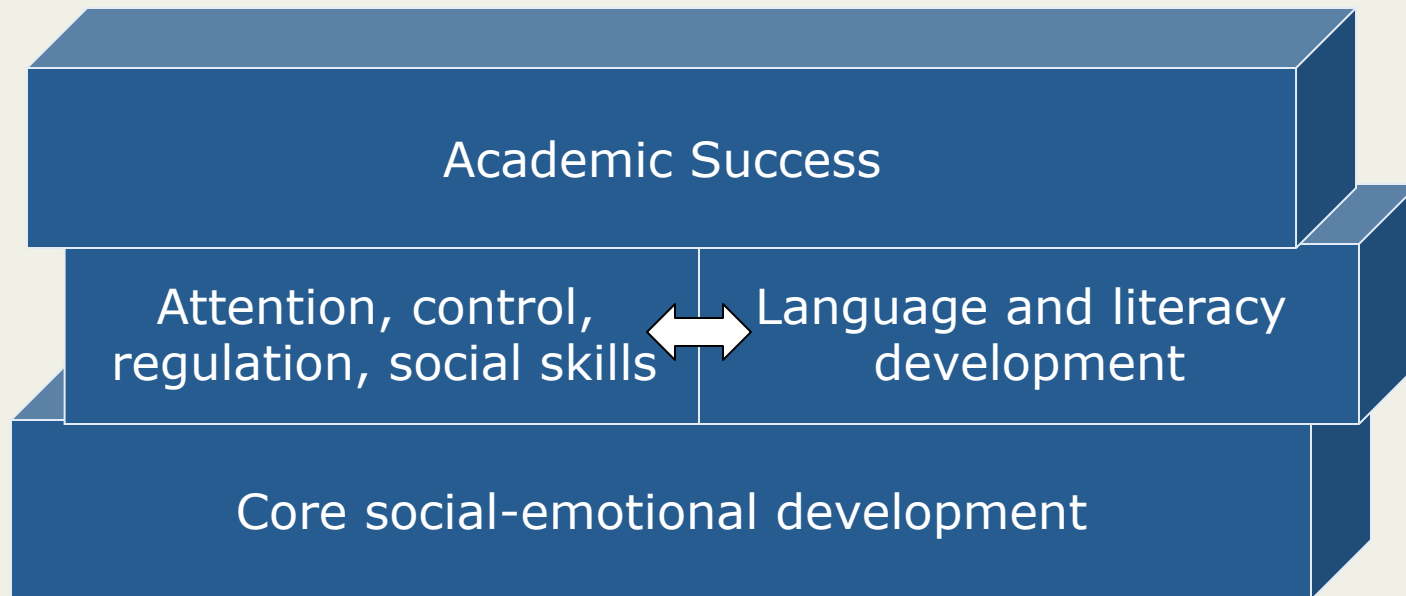 Academic Success
Attention, control,
regulation, social skills
Language and literacy
development
Core social-emotional development